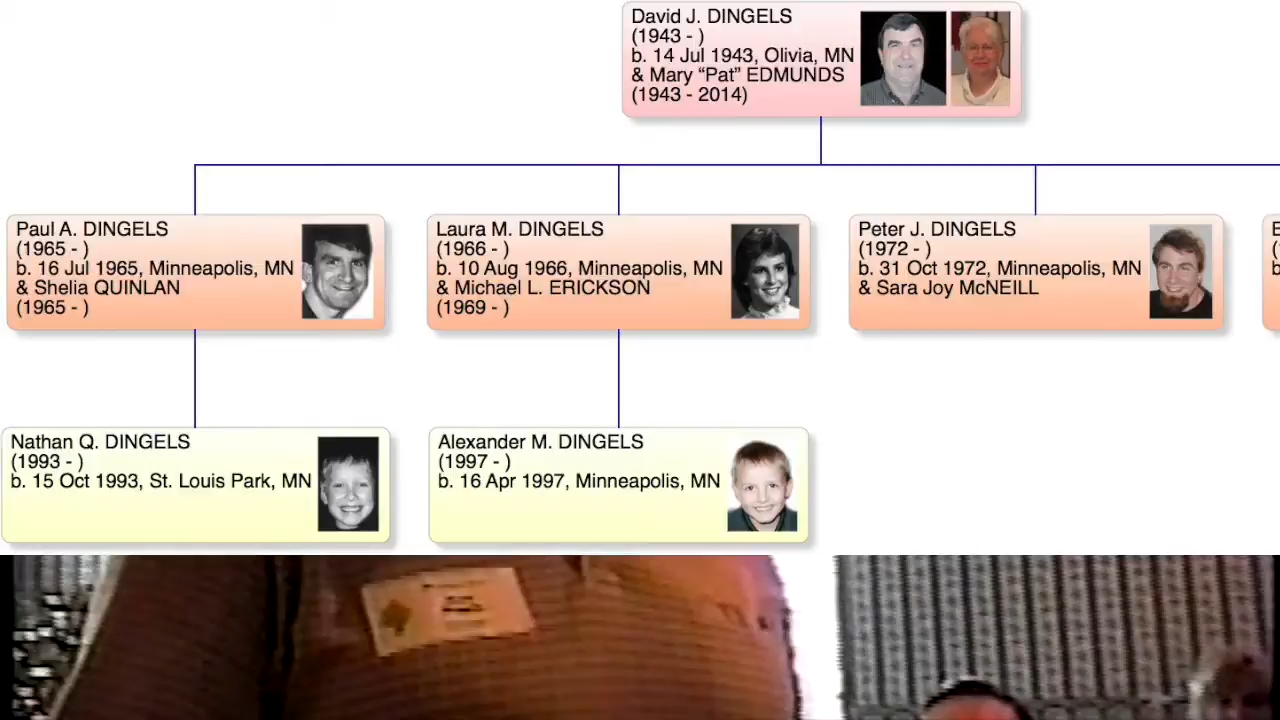 David J. DINGELS
(1943 - )
b. 14 Jul 1943, Olivia, MN
& Mary “Pat” EDMUNDS
(1943 - 2014)
Paul A. DINGELS
(1965 - )
b. 16 Jul 1965, Minneapolis, MN
& Shelia QUINLAN
(1965 - )
Laura M. DINGELS
(1966 - )
b. 10 Aug 1966, Minneapolis, MN
& Michael L. ERICKSON
(1969 - )
Peter J. DINGELS
(1972 - )
b. 31 Oct 1972, Minneapolis, MN
& Sara Joy McNEILL
Nathan Q. DINGELS
(1993 - )
b. 15 Oct 1993, St. Louis Park, MN
Alexander M. DINGELS
(1997 - )
b. 16 Apr 1997, Minneapolis, MN